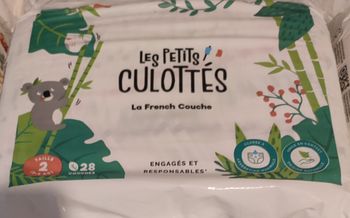 LES PETITS
CULOTTÉS
La French Couche
TAILLE
2
28
COUCHES
ENGAGÉS ET
RESPONSABLES*